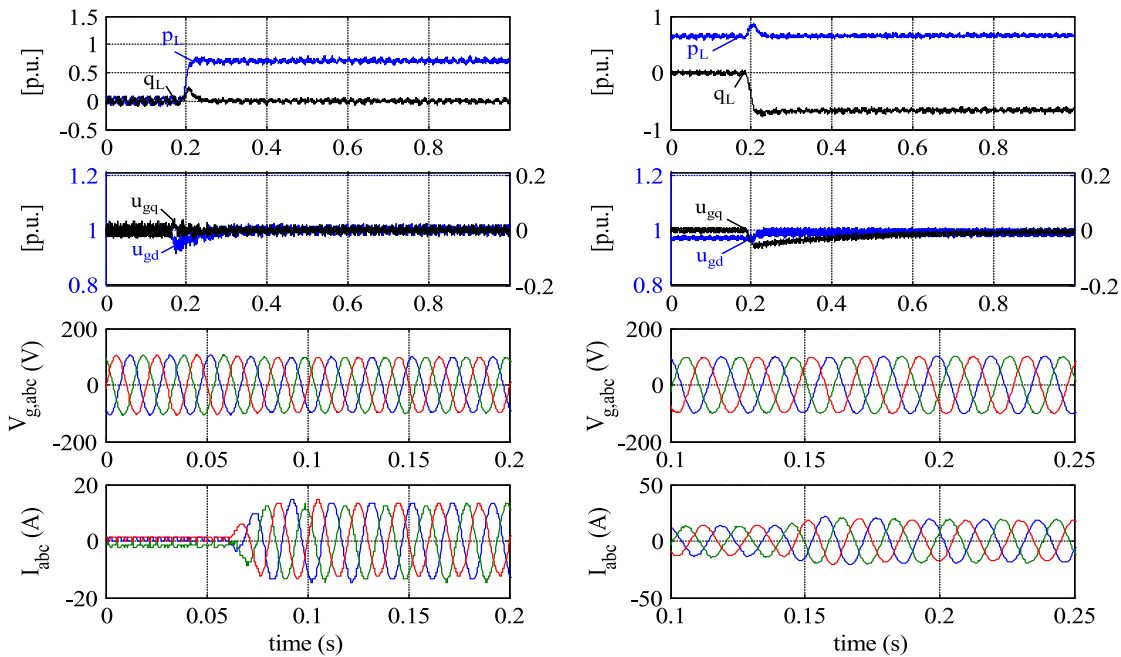 1.5
1
0.5
0
-0.5
[p.u.]
p_L
q_L
0 0.2 0.4 0.6 0.8
1.2
1
0.8
[p.u.]
u_gq
u_gd
0.2
0
-0.2
0 0.2 0.4 0.6 0.8
200
0
-200
V_g,abc (V)
0 0.05 0.1 0.15 0.2
20
0
-20
I_abc (A)
0 0.05 0.1 0.15 0.2
time (s)
1
0
-1
[p.u.]
p_L
q_L
0 0.2 0.4 0.6 0.8
1.2
1
0.8
[p.u.]
u_gq
u_gd
0.2
0
-0.2
0 0.2 0.4 0.6 0.8
200
0
-200
V_g,abc (V)
0.1 0.15 0.2 0.25
50
0
-50
I_abc (A)
0.1 0.15 0.2 0.25
time (s)